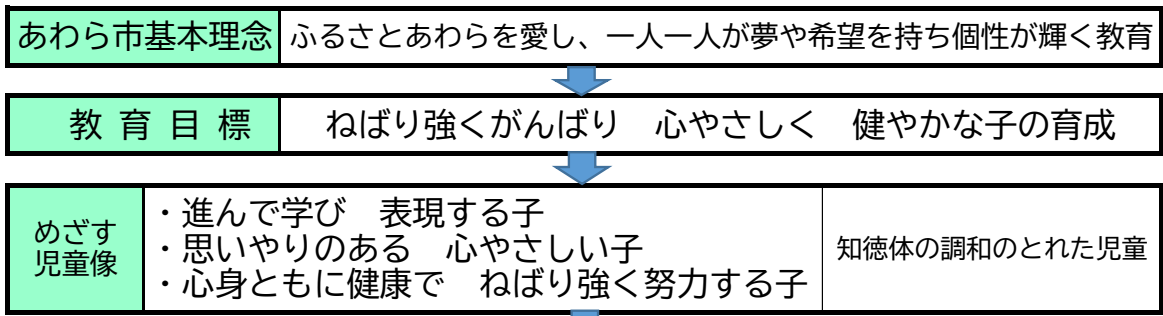 あわら市基本理念 ふるさとあわらを愛し、一人一人が夢や希望を持ち個性が輝く教育
教 育 目 標 ねばり強くがんばり　心やさしく　健やかな子の育成
めざす
児童像
・進んで学び　表現する子
・思いやりのある　心やさしい子
・心身ともに健康で　ねばり強く努力する子
知徳体の調和のとれた児童